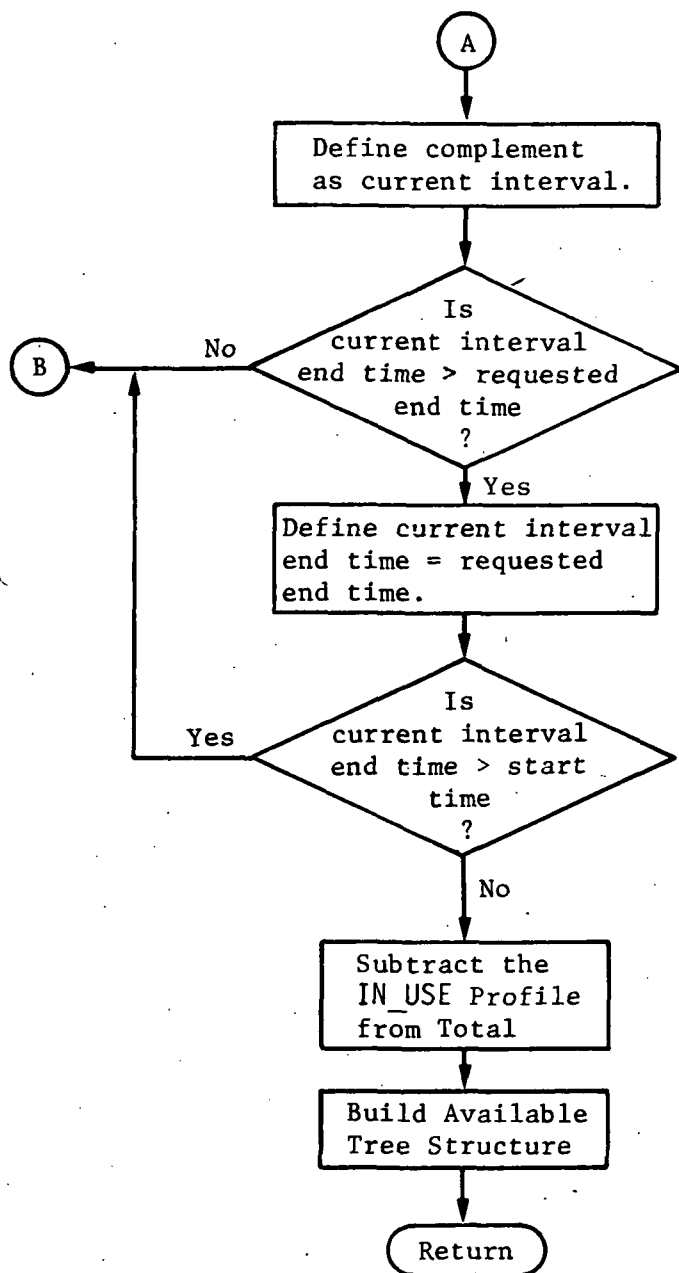 A
Define complement
as current interval.
Is
current interval
end time > requested
end time
?
No
B
Yes
Define current interval
end time = requested
end time.
Is
current interval
end time > start
time
?
Yes
No
Subtract the
IN_USE Profile
from Total
Build Available
Tree Structure
Return